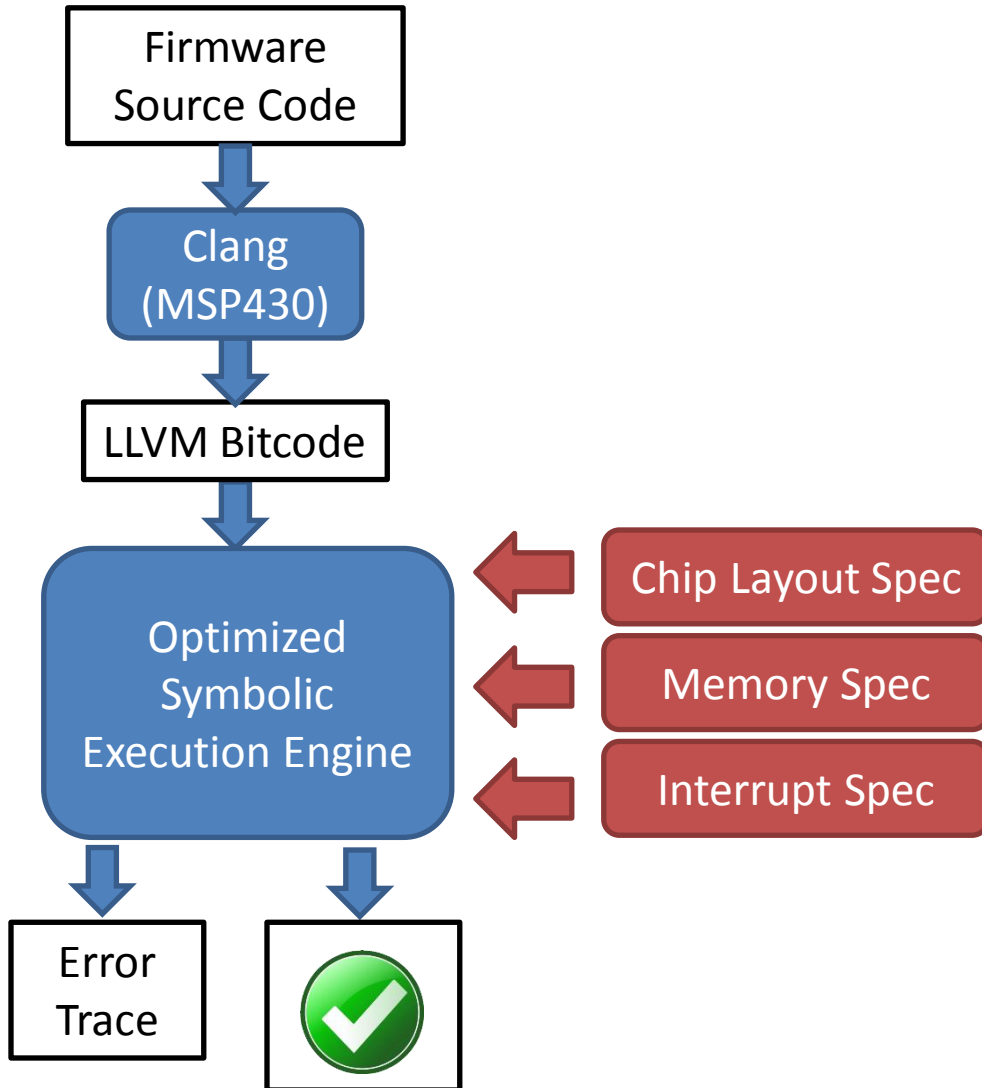 Firmware
Source Code
Clang
(MSP430)
LLVM Bitcode
Optimized
Symbolic
Execution Engine
Chip Layout Spec
Memory Spec
Interrupt Spec
Error
Trace